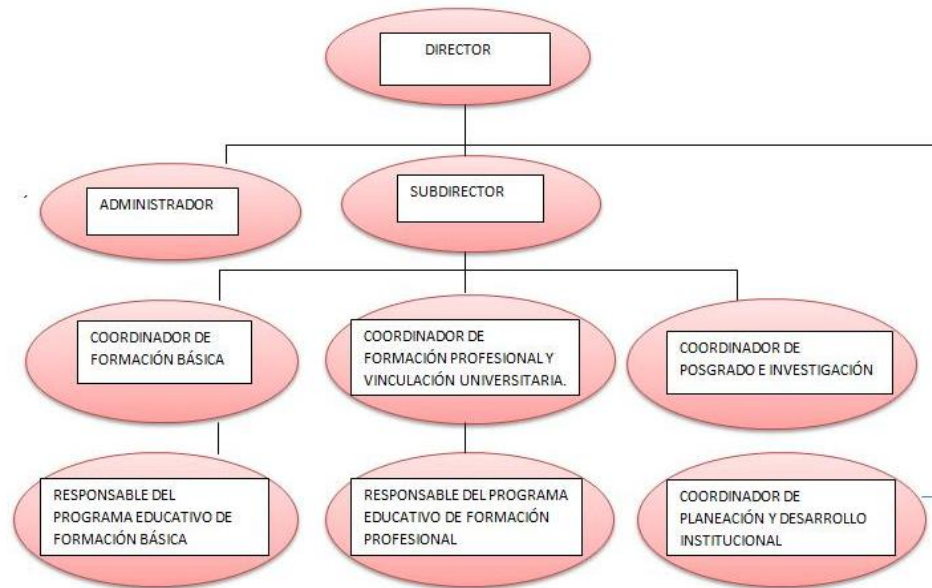 DIRECTOR
ADMINISTRADOR
SUBDIRECTOR
COORDINADOR DE
FORMACIÓN BÁSICA
COORDINADOR DE
FORMACIÓN PROFESIONAL Y
VINCULACIÓN UNIVERSITARIA.
COORDINADOR DE
POSGRADO E INVESTIGACIÓN
RESPONSABLE DEL
PROGRAMA EDUCATIVO DE
FORMACIÓN BÁSICA
RESPONSABLE DEL PROGRAMA
EDUCATIVO DE FORMACIÓN
PROFESIONAL
COORDINADOR DE
PLANEACIÓN Y DESARROLLO
INSTITUCIONAL